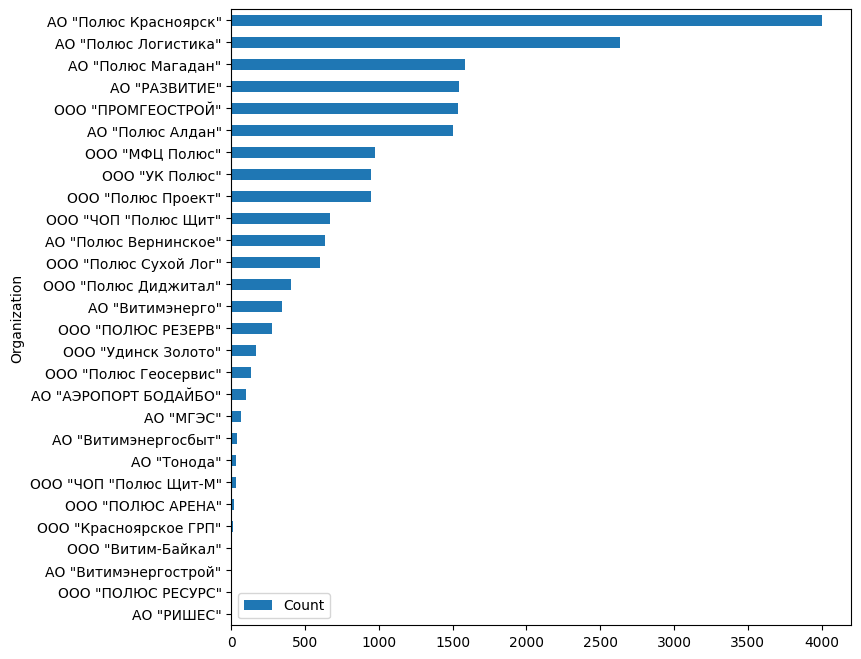 АО "Полюс Красноярск"
АО "Полюс Логистика"
АО "Полюс Магадан"
АО "РАЗВИТИЕ"
ООО "ПРОМГЕОСТРОЙ"
АО "Полюс Алдан"
ООО "МФЦ Полюс"
ООО "УК Полюс"
ООО "Полюс Проект"
ООО "ЧОП "Полюс Щит"
АО "Полюс Вернинское"
ООО "Полюс Сухой Лог"
ООО "Полюс Диджитал"
АО "Витимэнерго"
ООО "ПОЛЮС РЕЗЕРВ"
ООО "Удинск Золото"
ООО "Полюс Геосервис"
АО "АЭРОПОРТ БОДАЙБО"
АО "МГЭС"
АО "Витимэнергосбыт"
АО "Тонода"
ООО "ЧОП "Полюс Щит-М"
ООО "ПОЛЮС АРЕНА"
ООО "Красноярское ГРП"
ООО "Витим-Байкал"
АО "Витимэнергострой"
ООО "ПОЛЮС РЕСУРС"
АО "РИШЕС"
Organization
Count
0 500 1000 1500 2000 2500 3000 3500 4000